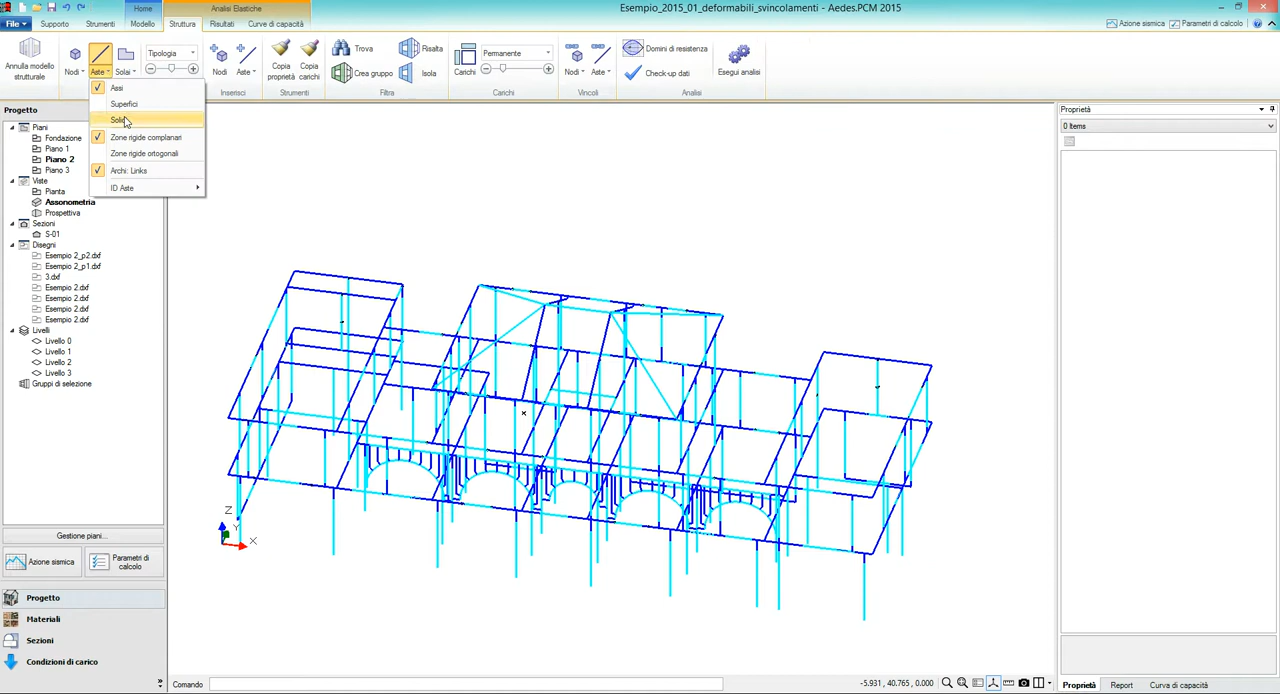 Home
Analisi Elastiche
Esempio_2015_01_deformabili_svincolamenti - Aedes.PCM 2015
File
Supporto
Strumenti
Modello
Struttura
Risultati
Curva di capacità
Azione sismica
Parametri di calcolo
Annulla modello
strutturale
Nodi
Aste
Solai
Tipologia
Nodi
Aste
Inserisci
Copia
proprietà
Copia
carichi
Strumenti
Trova
Crea gruppo
Risalta
Isola
Filtra
Carichi
Permanente
Carichi
Nodi
Aste
Vincoli
Domini di resistenza
Check-up dati
Esegui analisi
Analisi
Assi
Superfici
Zone rigide complanari
Zone rigide ortogonali
Archi: Links
ID Aste
Progetto
Piani
Fondazione
Piano 1
Piano 2
Piano 3
Viste
Pianta
Assonometria
Prospettiva
Sezioni
S-01
Disegni
Esempio 2_p2.dxf
Esempio 2_p1.dxf
3.dxf
Esempio 2.dxf
Esempio 2.dxf
Esempio 2.dxf
Esempio 2.dxf
Livelli
Livello 0
Livello 1
Livello 2
Livello 3
Gruppi di selezione
Gestione piani...
Azione sismica
Parametri di
calcolo
Progetto
Materiali
Sezioni
Condizioni di carico
Z
Y
X
Comando
-5.931, 40.765, 0.000
Proprietà
0 Items
Proprietà
Report
Curva di capacità